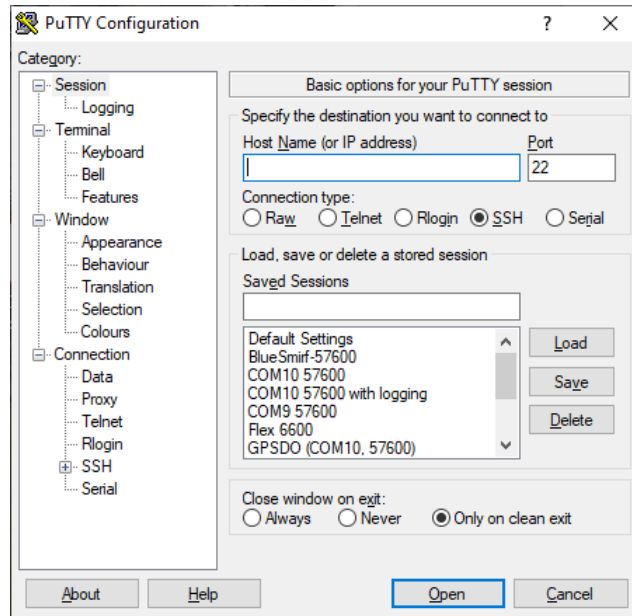 PuTTY Configuration
?
Category:
Session
Logging
Terminal
Keyboard
Bell
Features
Window
Appearance
Behaviour
Translation
Selection
Colours
Connection
Data
Proxy
Telnet
Rlogin
SSH
Serial
Basic options for your PuTTY session
Specify the destination you want to connect to
Host Name (or IP address) Port
22
Connection type:
Raw Telnet Rlogin SSH Serial
Load, save or delete a stored session
Saved Sessions
Default Settings
BlueSmirf-57600
COM10 57600
COM10 57600 with logging
COM9 57600
Flex 6600
GPSDO (COM10, 57600)
Load
Save
Delete
Close window on exit:
Always Never Only on clean exit
About Help Open Cancel